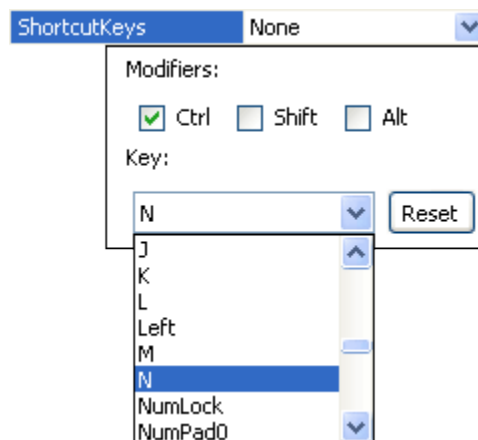 ShortcutKeys None
Modifiers:
Ctrl Shift Alt
Key:
N Reset
J
K
L
Left
M
N
NumLock
NumPad0